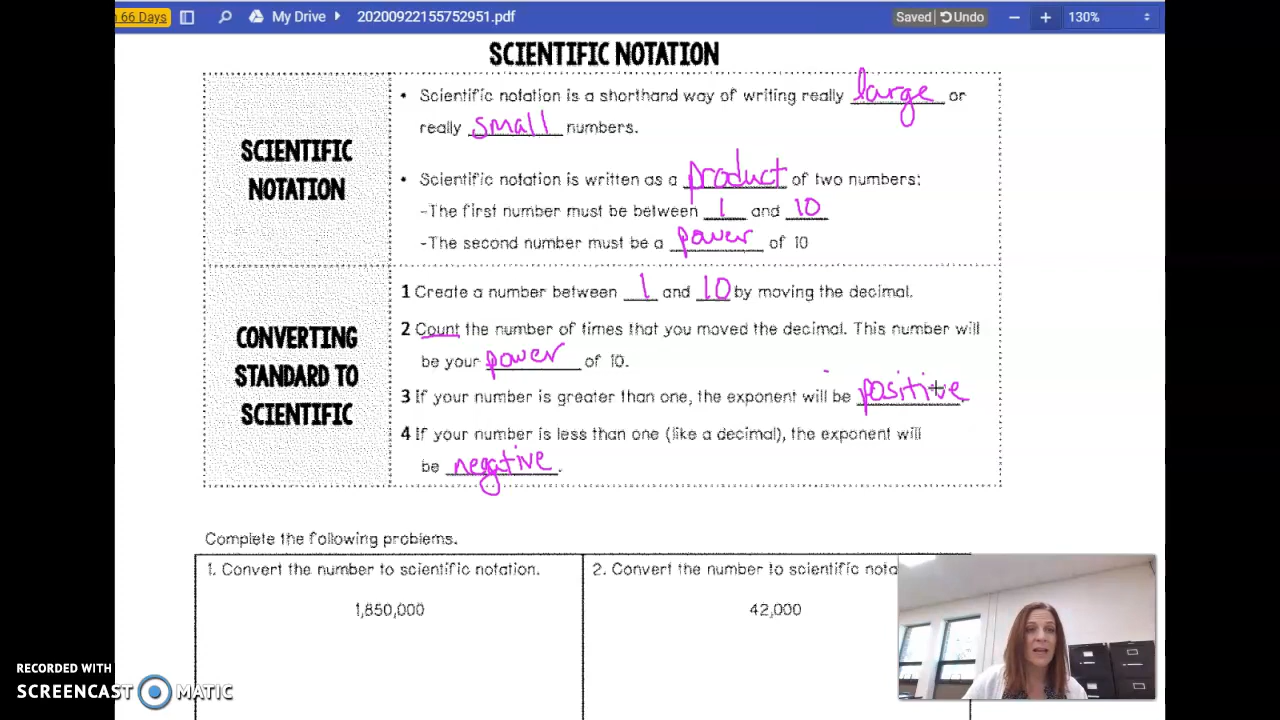 n 66 Days
My Drive
20200922155752951.pdf
Saved
Undo
130%
SCIENTIFIC NOTATION
SCIENTIFIC
NOTATION
• Scientific notation is a shorthand way of writing really large or
really small numbers.
• Scientific notation is written as a product of two numbers:
-The first number must be between 1 and 10
-The second number must be a power of 10
CONVERTING
STANDARD TO
SCIENTIFIC
1 Create a number between 1 and 10 by moving the decimal.
2 Count the number of times that you moved the decimal. This number will
be your power of 10.
3 If your number is greater than one, the exponent will be positive.
4 If your number is less than one (like a decimal), the exponent will
be negative.
Complete the following problems.
1. Convert the number to scientific notation.
1,850,000
2. Convert the number to scientific nota
42,000
RECORDED WITH
SCREENCAST MATIC